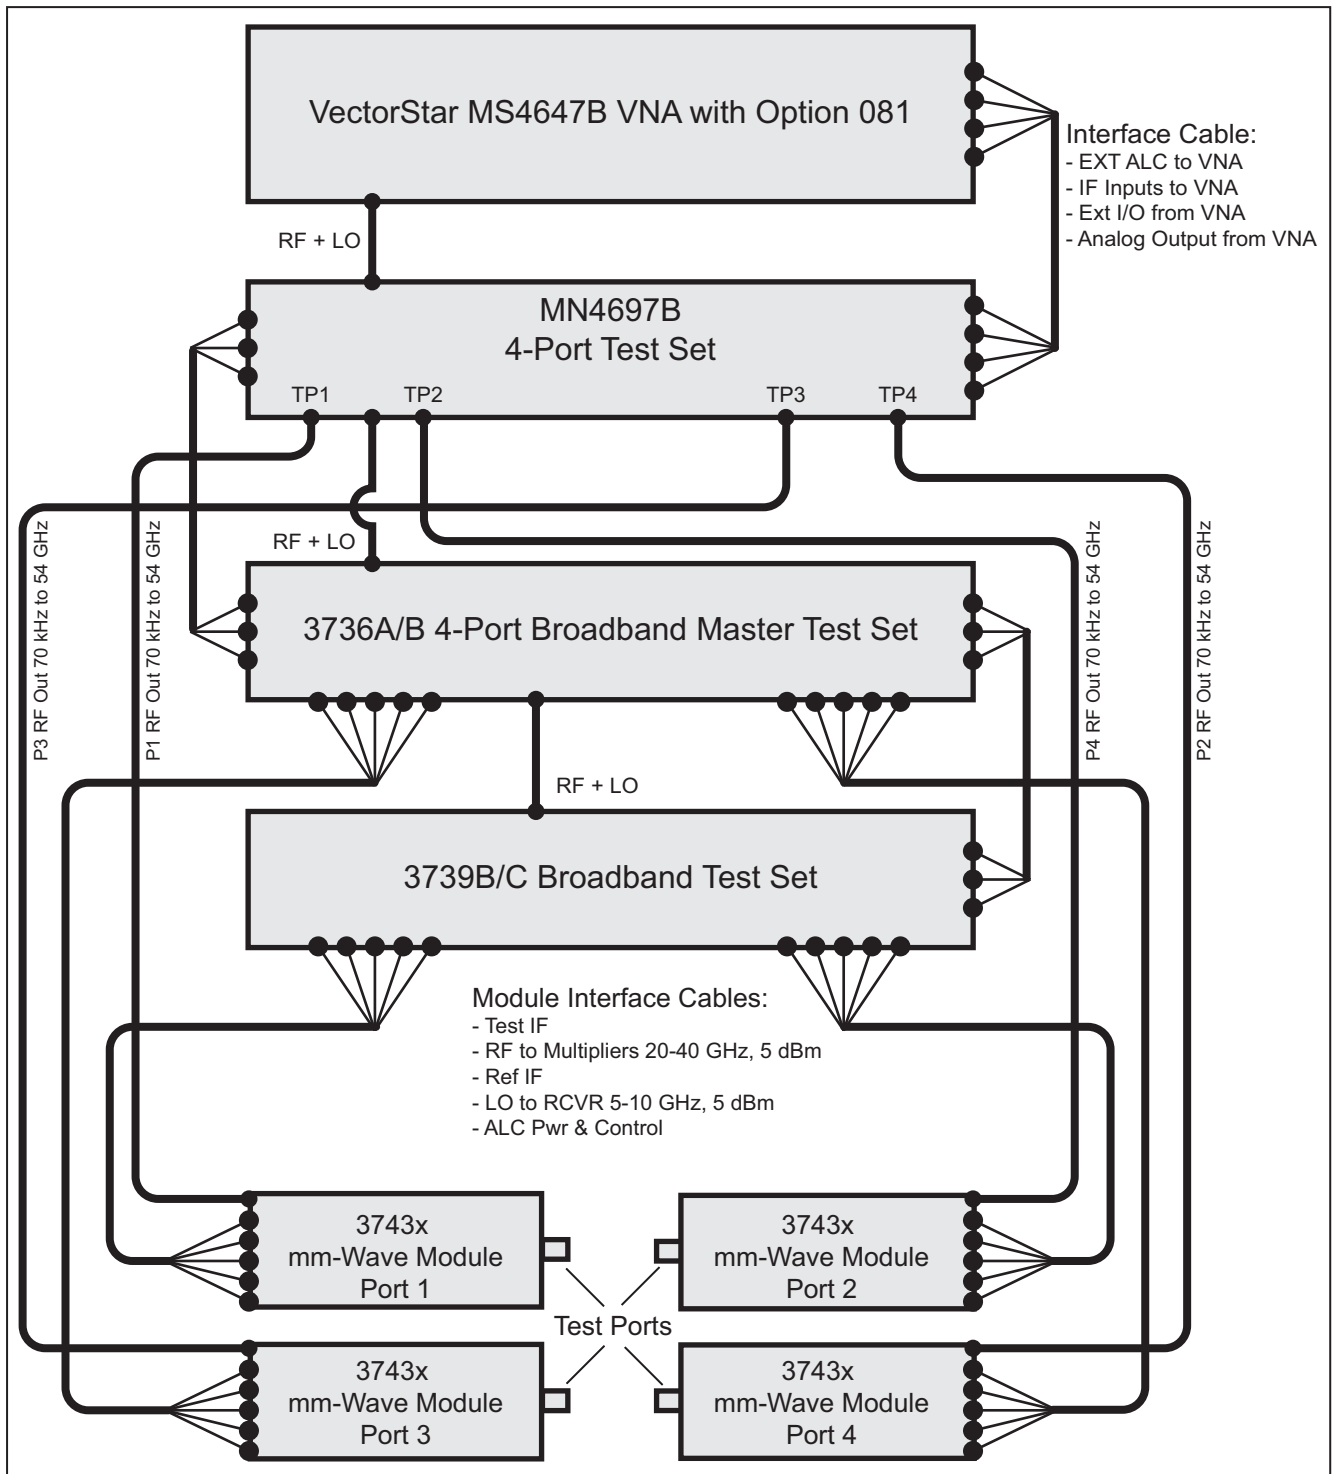 VectorStar MS4647B VNA with Option 081
Interface Cable:
- EXT ALC to VNA
- IF Inputs to VNA
- Ext I/O from VNA
- Analog Output from VNA
RF + LO
MN4697B
4-Port Test Set
TP1
TP2
TP3
TP4
RF + LO
P3 RF Out 70 kHz to 54 GHz
P1 RF Out 70 kHz to 54 GHz
P4 RF Out 70 kHz to 54 GHz
P2 RF Out 70 kHz to 54 GHz
3736A/B 4-Port Broadband Master Test Set
RF + LO
3739B/C Broadband Test Set
Module Interface Cables:
- Test IF
- RF to Multipliers 20-40 GHz, 5 dBm
- Ref IF
- LO to RCVR 5-10 GHz, 5 dBm
- ALC Pwr & Control
3743x
mm-Wave Module
Port 1
3743x
mm-Wave Module
Port 2
Test Ports
3743x
mm-Wave Module
Port 3
3743x
mm-Wave Module
Port 4